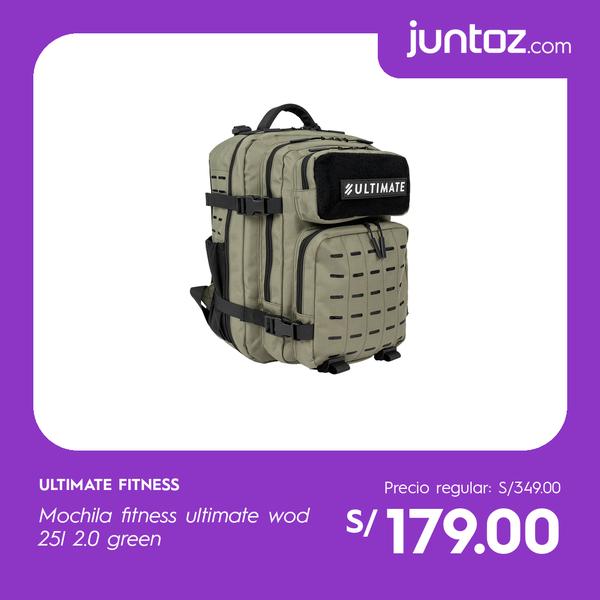 juntoz.com
ULTIMATE
ULTIMATE FITNESS
Mochila fitness ultimate wod
25l 2.0 green
Precio regular: S/349.00
S/179.00